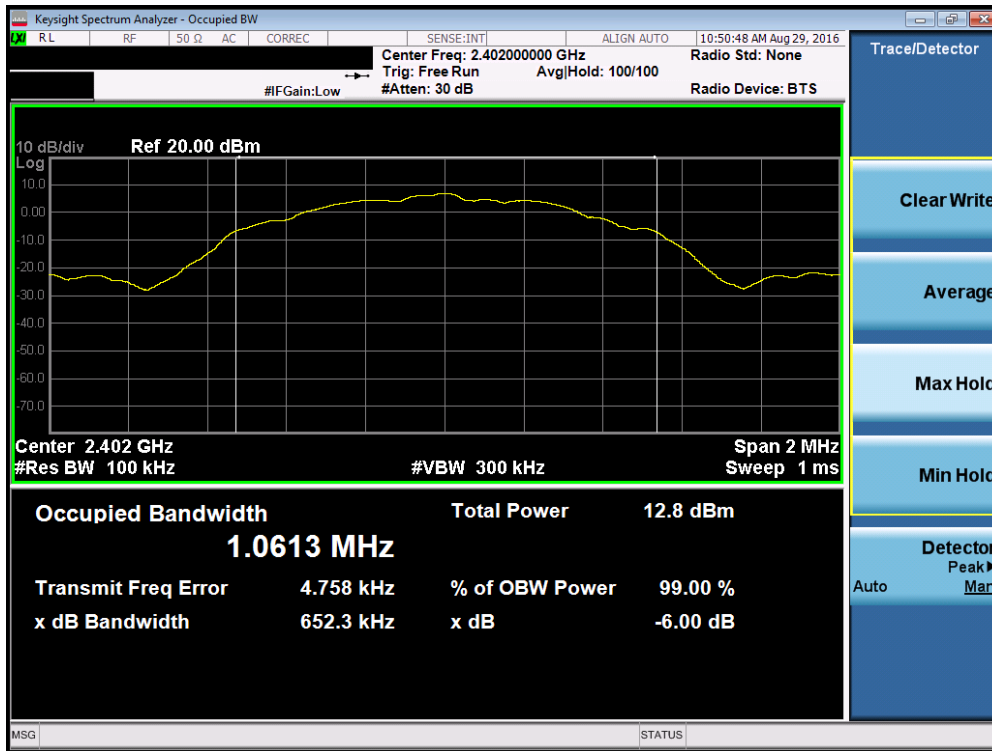 Keysight Spectrum Analyzer - Occupied BW
LXI RL RF 50 Ω AC CORREC SENSE:INT ALIGN AUTO 10:50:48 AM Aug 29, 2016
Center Freq: 2.402000000 GHz Radio Std: None
Trig: Free Run Avg|Hold: 100/100
#IFGain:Low #Atten: 30 dB Radio Device: BTS
10 dB/div Ref 20.00 dBm
Log
10.0
0.00
-10.0
-20.0
-30.0
-40.0
-50.0
-60.0
-70.0
Center 2.402 GHz Span 2 MHz
#Res BW 100 kHz #VBW 300 kHz Sweep 1 ms
Occupied Bandwidth Total Power 12.8 dBm
1.0613 MHz
Transmit Freq Error 4.758 kHz % of OBW Power 99.00 %
x dB Bandwidth 652.3 kHz x dB -6.00 dB
MSG STATUS
Trace/Detector
Clear Write
Average
Max Hold
Min Hold
Detector
Peak▶
Auto Man